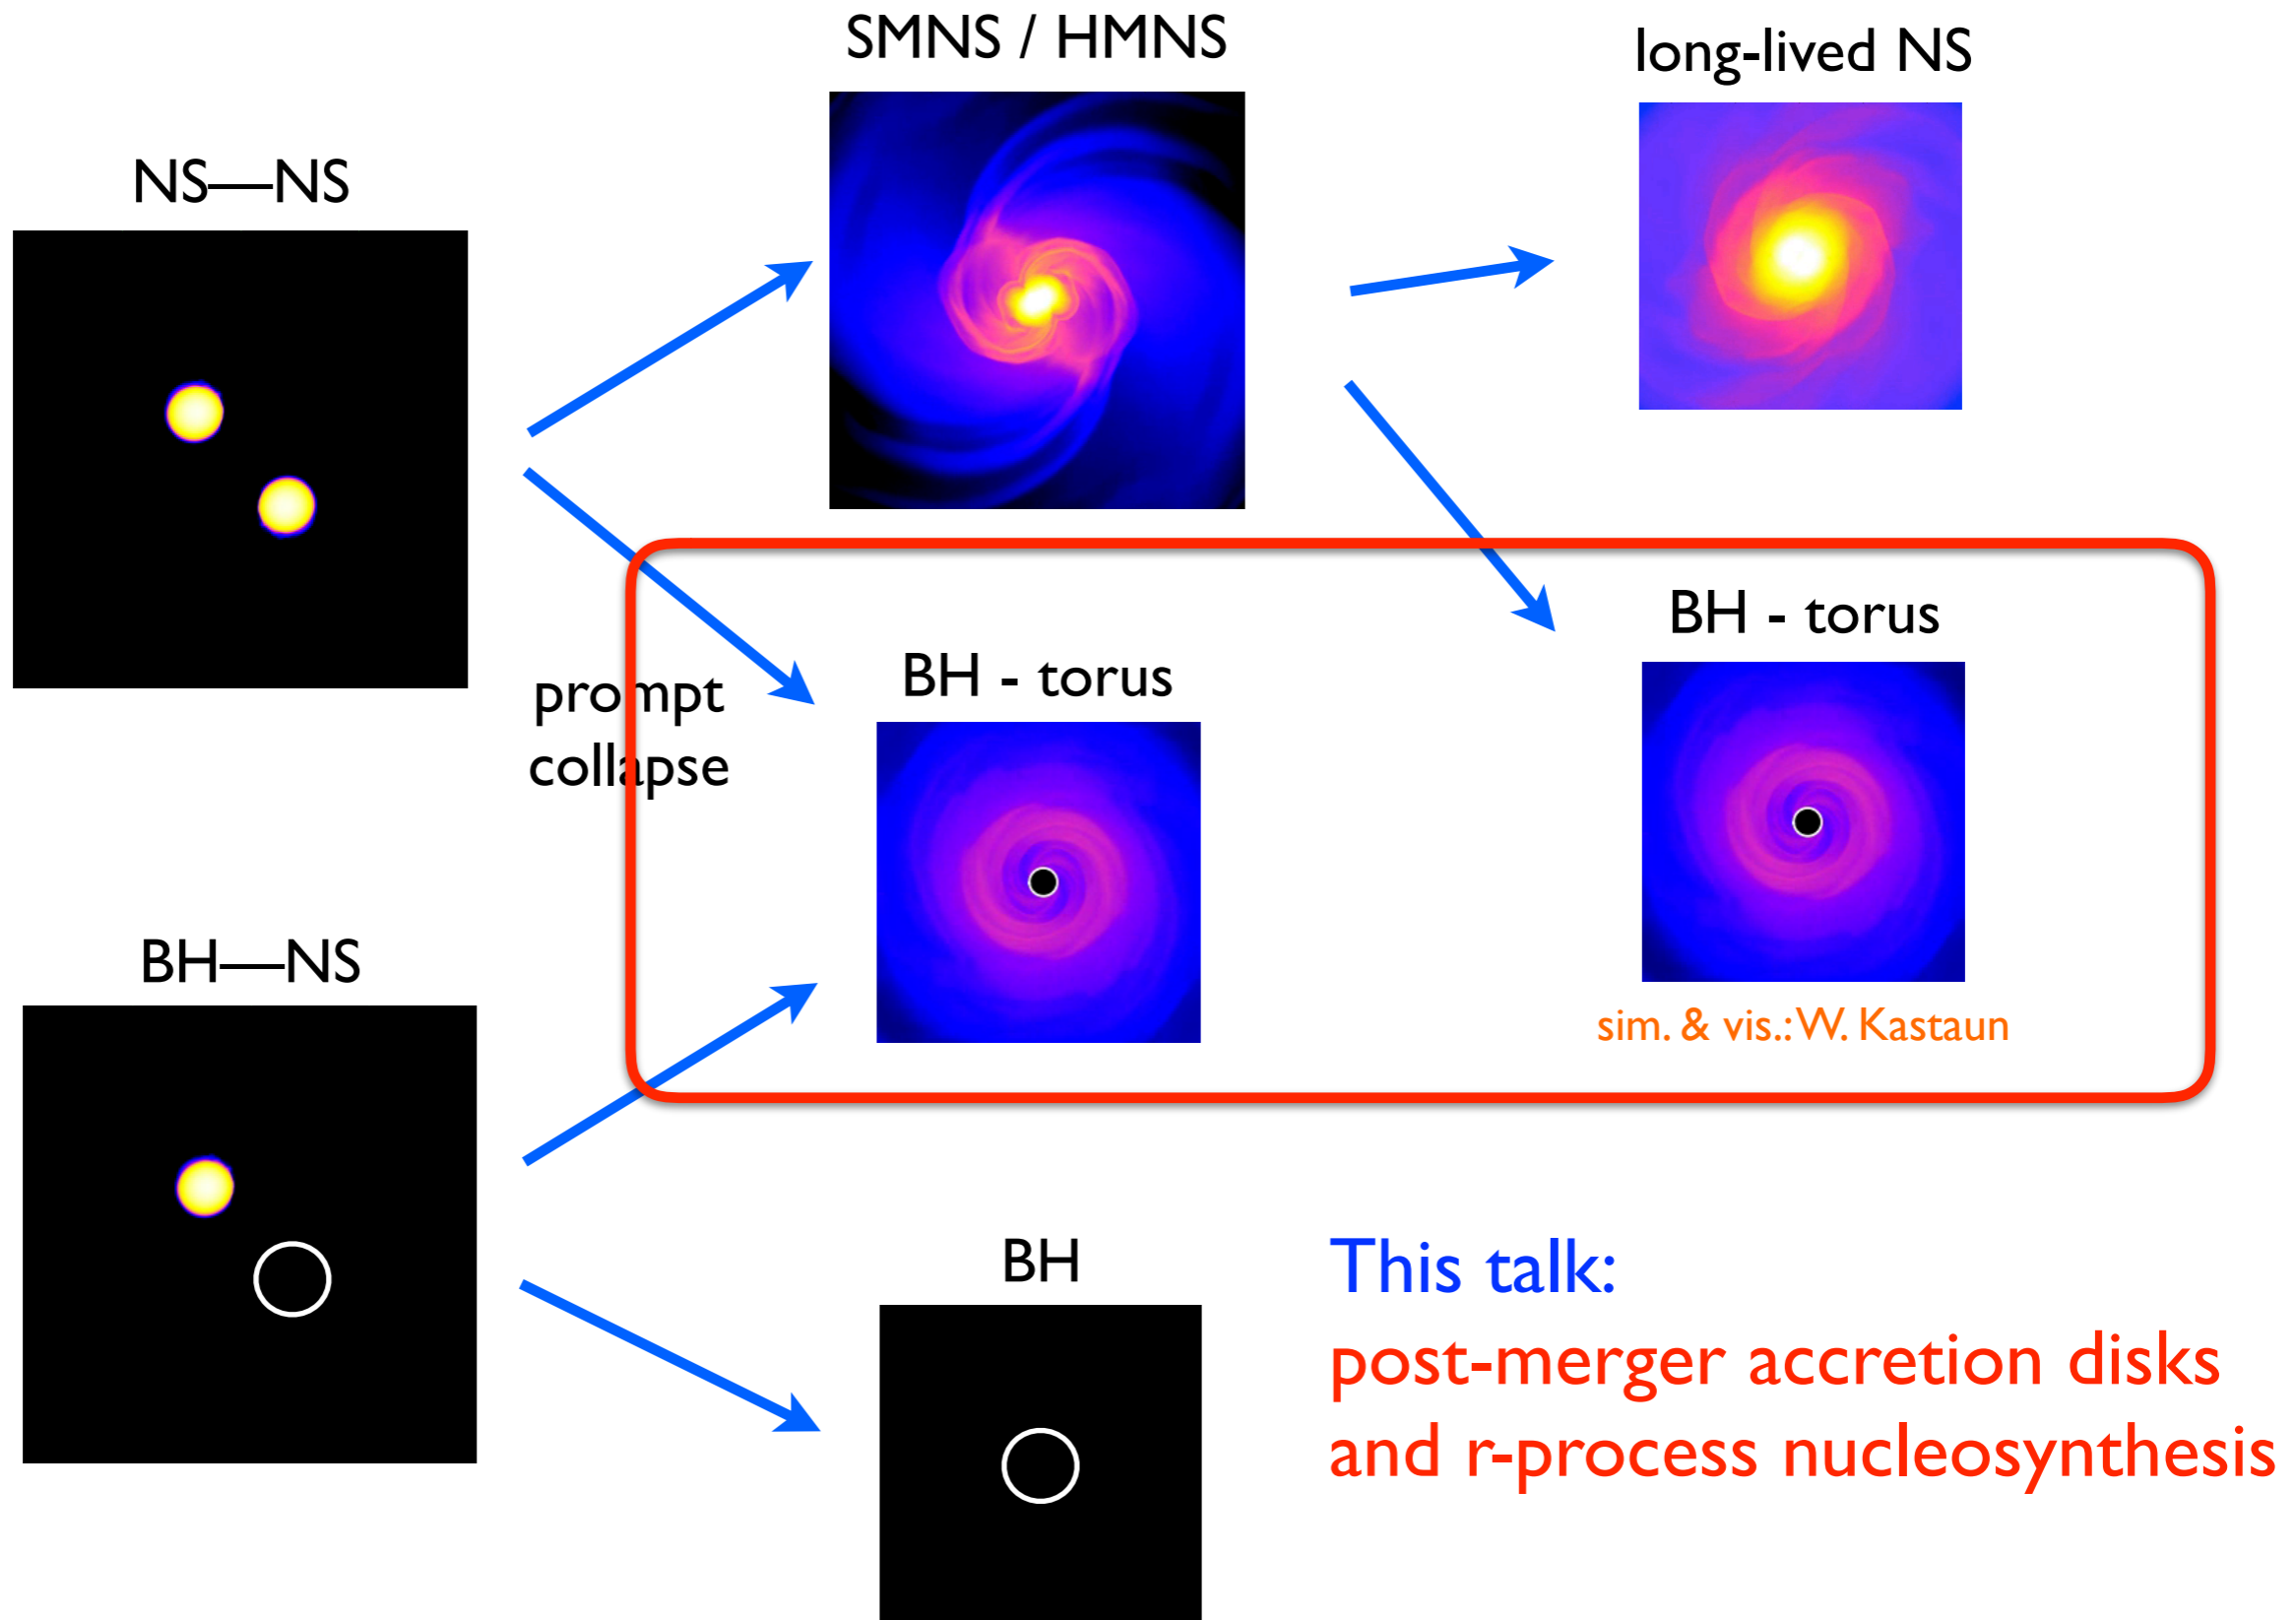 SMNS / HMNS
long-lived NS
NS—NS
BH - torus
BH - torus
prompt
collapse
sim. & vis.: W. Kastaun
BH—NS
BH
This talk:
post-merger accretion disks
and r-process nucleosynthesis